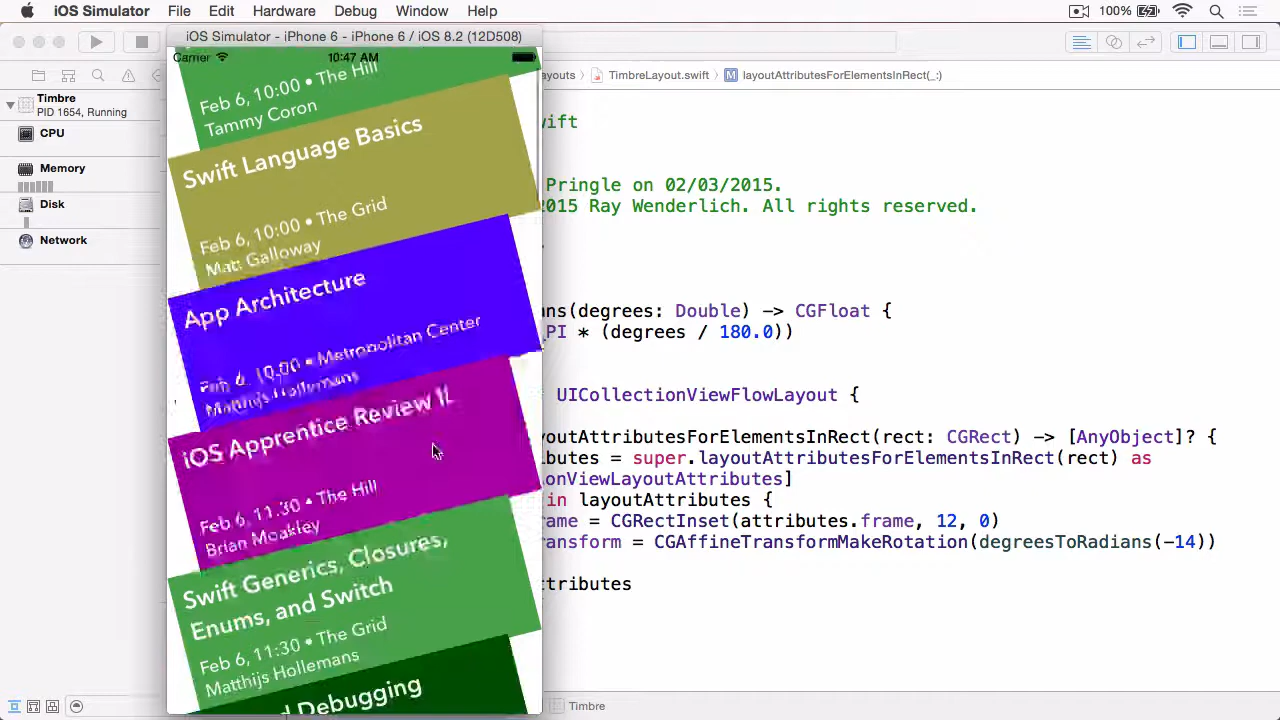 iOS Simulator File Edit Hardware Debug Window Help 100%
iOS Simulator - iPhone 6 - iPhone 6 / iOS 8.2 (12D508)
Carrier 10:47 AM
Feb 6, 10:00 • The Hill
Tammy Coron
Swift Language Basics
Feb 6, 10:00 • The Grid
Matt Galloway
App Architecture
Feb 6, 10:00 • Metropolitan Center
Matthijs Hollemans
iOS Apprentice Review II
Feb 6, 11:30 • The Hill
Brian Moakley
Swift Generics, Closures,
Enums, and Switch
Feb 6, 11:30 • The Grid
Matthijs Hollemans
d Debugging
Timbre
PID 1654, Running
CPU
Memory
Disk
Network
youts TimbreLayout.swift M layoutAttributesForElementsInRect(_:)
wift
Pringle on 02/03/2015.
2015 Ray Wenderlich. All rights reserved.
ns(degrees: Double) -> CGFloat {
PI * (degrees / 180.0))
UICollectionViewFlowLayout {
youtAttributesForElementsInRect(rect: CGRect) -> [AnyObject]? {
ibutes = super.layoutAttributesForElementsInRect(rect) as
onViewLayoutAttributes]
in layoutAttributes {
rame = CGRectInset(attributes.frame, 12, 0)
ansform = CGAffineTransformMakeRotation(degreesToRadians(-14))
ttributes
Timbre